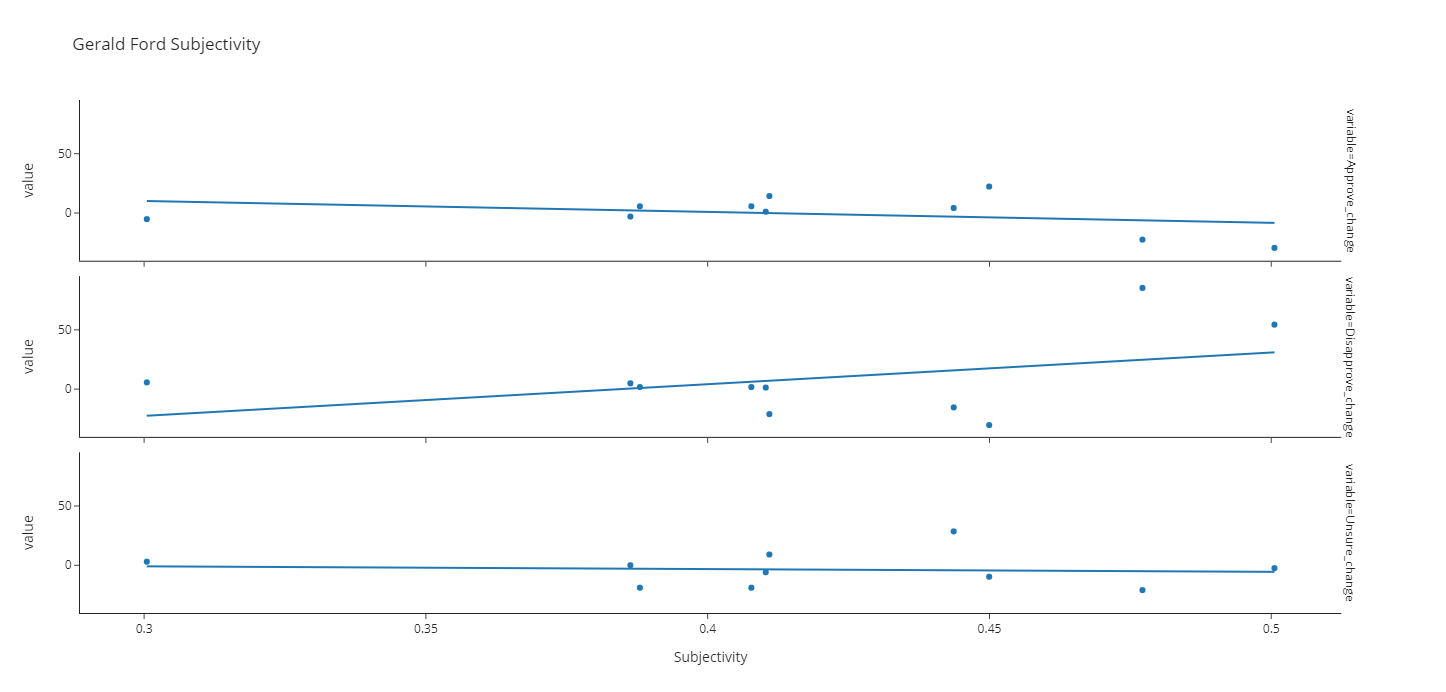 Gerald Ford Subjectivity
value
50
0
variable=Approve_change
value
50
0
variable=Disapprove_change
value
50
0
variable=Unsure_change
0.3
0.35
0.4
0.45
0.5
Subjectivity